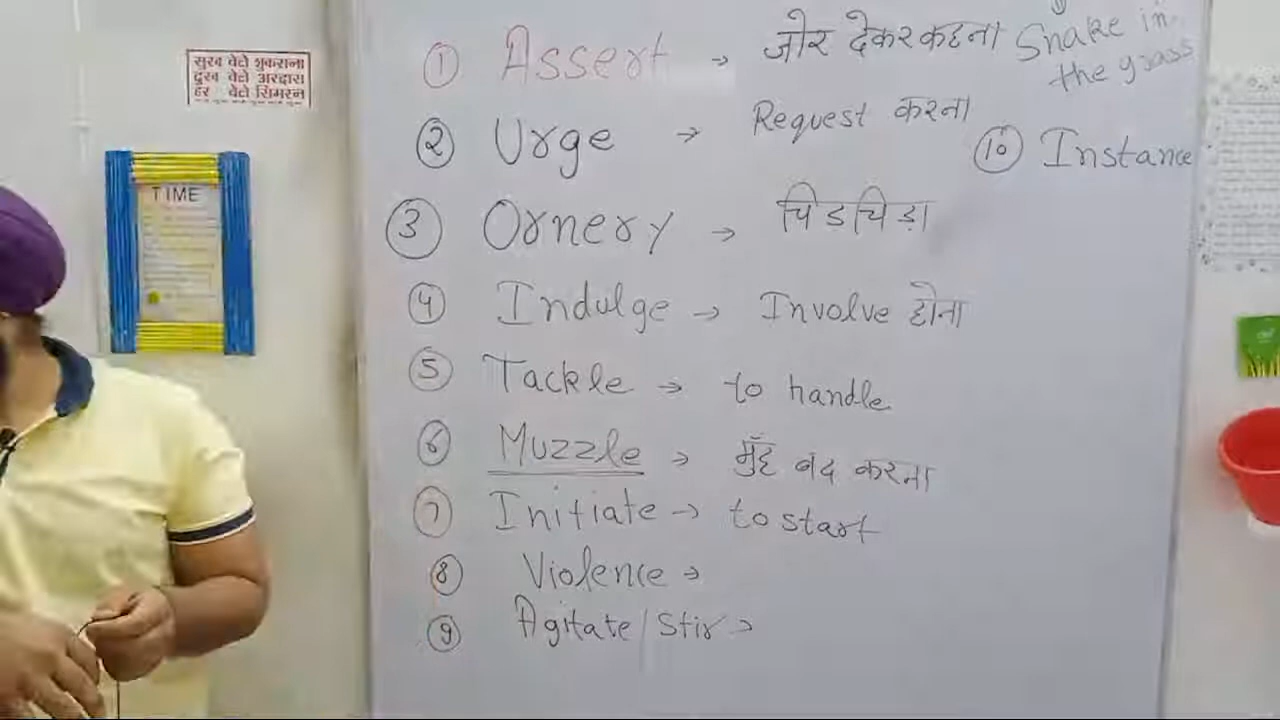 सुख वेले शुकराना
दुख वेले अरदास
हर वेले सिमरन
TIME
① Assert → जोर देकर कहना
② Urge → Request करना
③ Ornery → चिडचिड़ा
④ Indulge → Involve होना
⑤ Tackle → to handle
⑥ Muzzle → मुँह बंद करना
⑦ Initiate → to start
⑧ Violence →
⑨ Agitate/Stir →
Snake in
the grass
⑩ Instance